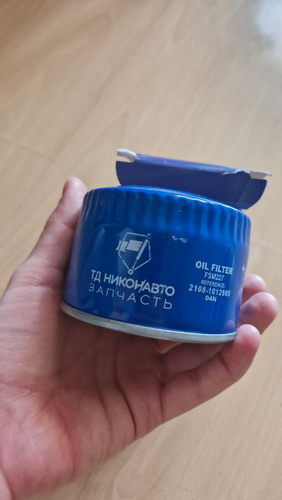 ТД НИКОНАВТО
ЗАПЧАСТЬ
OIL FILTER
FSM227
REFERENCE
2108-1012005
04N